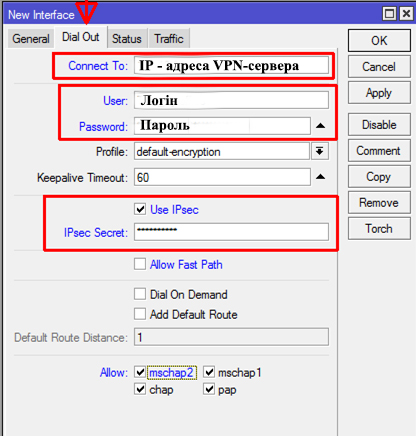 New Interface
General Dial Out Status Traffic
OK
Connect To: IP - адреса VPN-сервера
Cancel
User: Логін
Apply
Password: Пароль
Disable
Profile: default-encryption
Comment
Keepalive Timeout: 60
Copy
Remove
Use IPsec
Torch
IPsec Secret: **********
Allow Fast Path
Dial On Demand
Add Default Route
Default Route Distance: 1
Allow: mschap2 mschap1
chap pap